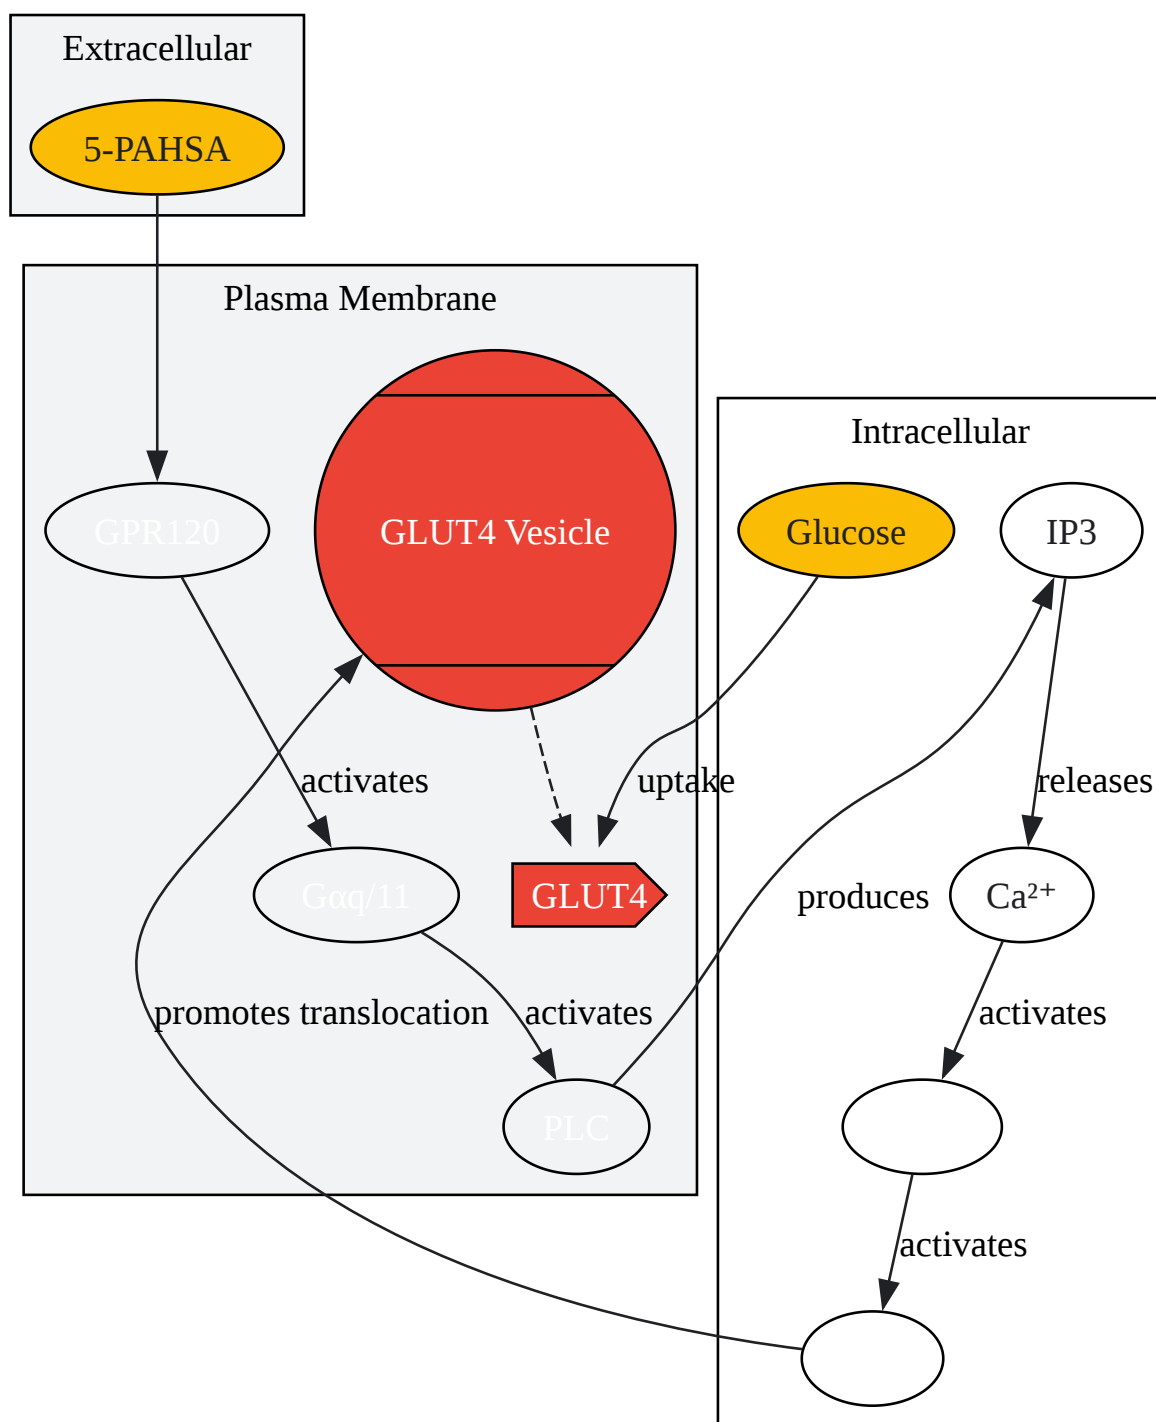 Extracellular
5-PAHSA
Plasma Membrane
GPR120
GLUT4 Vesicle
Intracellular
Glucose
IP3
activates
uptake
releases
Gαq/11
GLUT4
produces
Ca²⁺
promotes translocation
activates
activates
PLC
activates